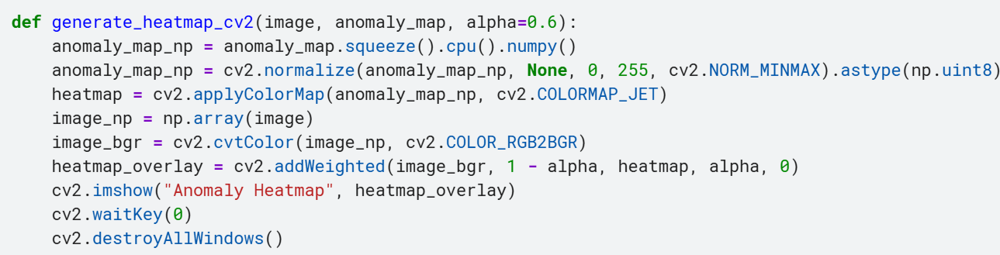 def generate_heatmap_cv2(image, anomaly_map, alpha=0.6):
    anomaly_map_np = anomaly_map.squeeze().cpu().numpy()
    anomaly_map_np = cv2.normalize(anomaly_map_np, None, 0, 255, cv2.NORM_MINMAX).astype(np.uint8)
    heatmap = cv2.applyColorMap(anomaly_map_np, cv2.COLORMAP_JET)
    image_np = np.array(image)
    image_bgr = cv2.cvtColor(image_np, cv2.COLOR_RGB2BGR)
    heatmap_overlay = cv2.addWeighted(image_bgr, 1 - alpha, heatmap, alpha, 0)
    cv2.imshow("Anomaly Heatmap", heatmap_overlay)
    cv2.waitKey(0)
    cv2.destroyAllWindows()